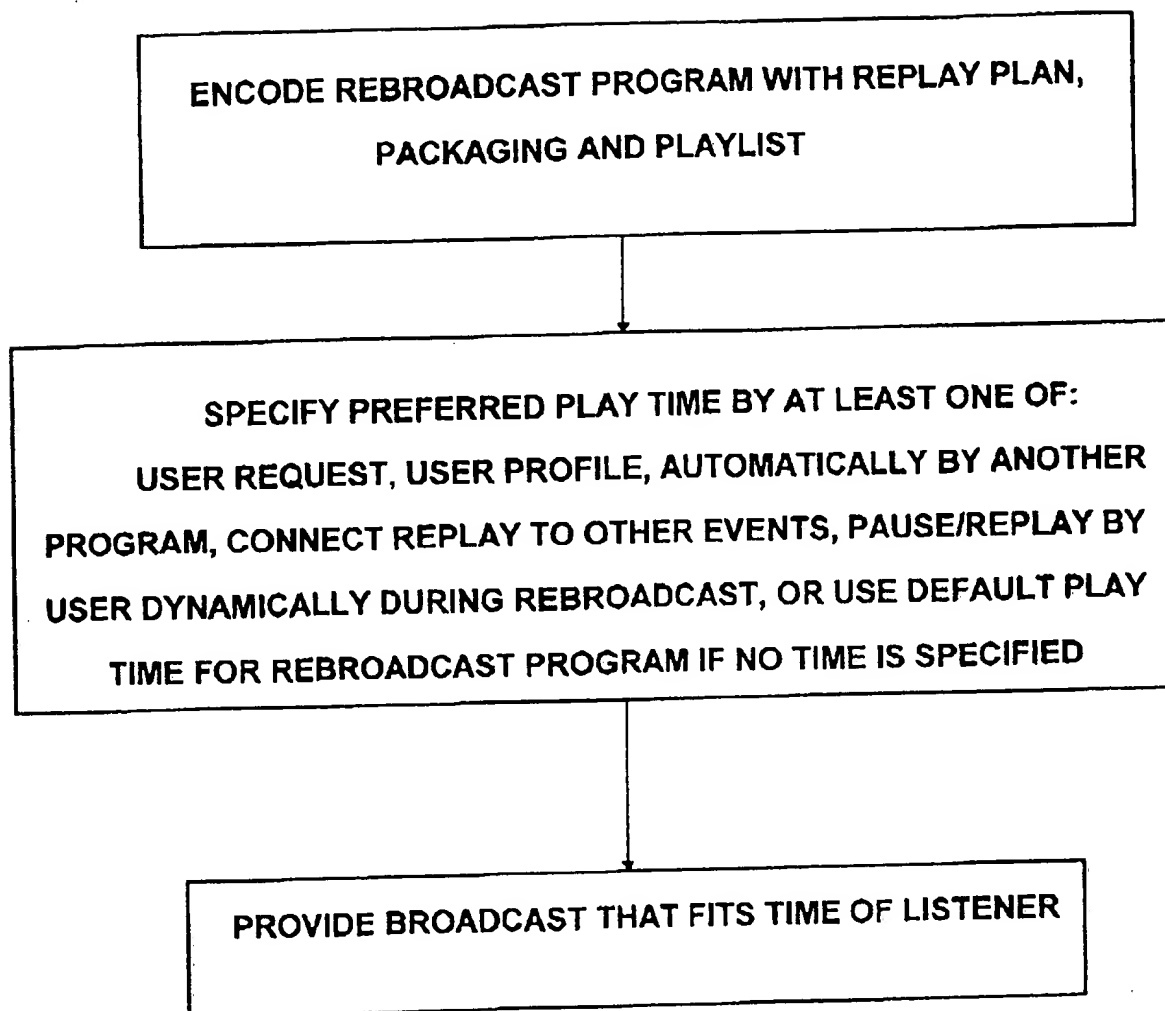 ENCODE REBROADCAST PROGRAM WITH REPLAY PLAN,
PACKAGING AND PLAYLIST
SPECIFY PREFERRED PLAY TIME BY AT LEAST ONE OF:
USER REQUEST, USER PROFILE, AUTOMATICALLY BY ANOTHER
PROGRAM, CONNECT REPLAY TO OTHER EVENTS, PAUSE/REPLAY BY
USER DYNAMICALLY DURING REBROADCAST, OR USE DEFAULT PLAY
TIME FOR REBROADCAST PROGRAM IF NO TIME IS SPECIFIED
PROVIDE BROADCAST THAT FITS TIME OF LISTENER